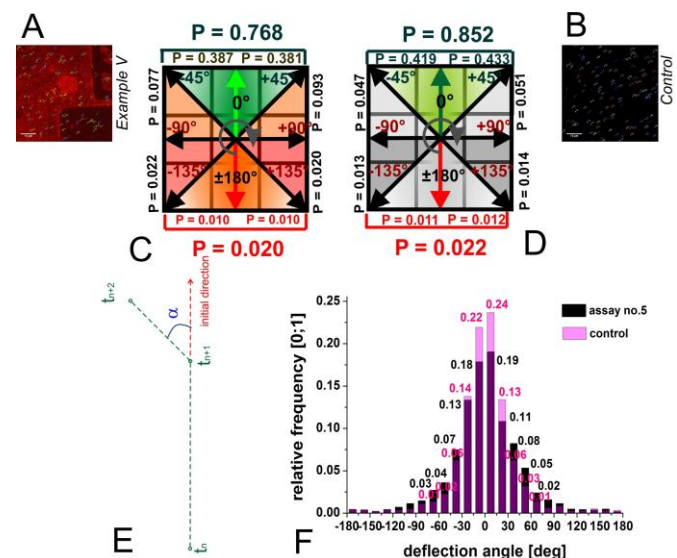 A
Example V
P = 0.768
P = 0.387 P = 0.381
-45° +45°
0°
-90° +90°
-135° +135°
±180°
P = 0.077
P = 0.022
P = 0.093
P = 0.020
P = 0.010 P = 0.010
P = 0.020
C
P = 0.852
P = 0.419 P = 0.433
-45° +45°
0°
-90° +90°
-135° +135°
±180°
P = 0.047
P = 0.013
P = 0.051
P = 0.014
P = 0.011 P = 0.012
P = 0.022
D
B
Control
tn+2
α
initial direction
tn+1
tn
E
relative frequency [0;1]
0.25
0.20
0.15
0.10
0.05
0.00
0.24
0.22
0.19
0.18
0.14
0.13
0.13
0.11
0.07
0.08
0.06
0.06
0.04
0.05
0.03
0.03
0.02
0.01
assay no.5
control
-180 -150 -120 -90 -60 -30 0 30 60 90 120 150 180
deflection angle [deg]
F